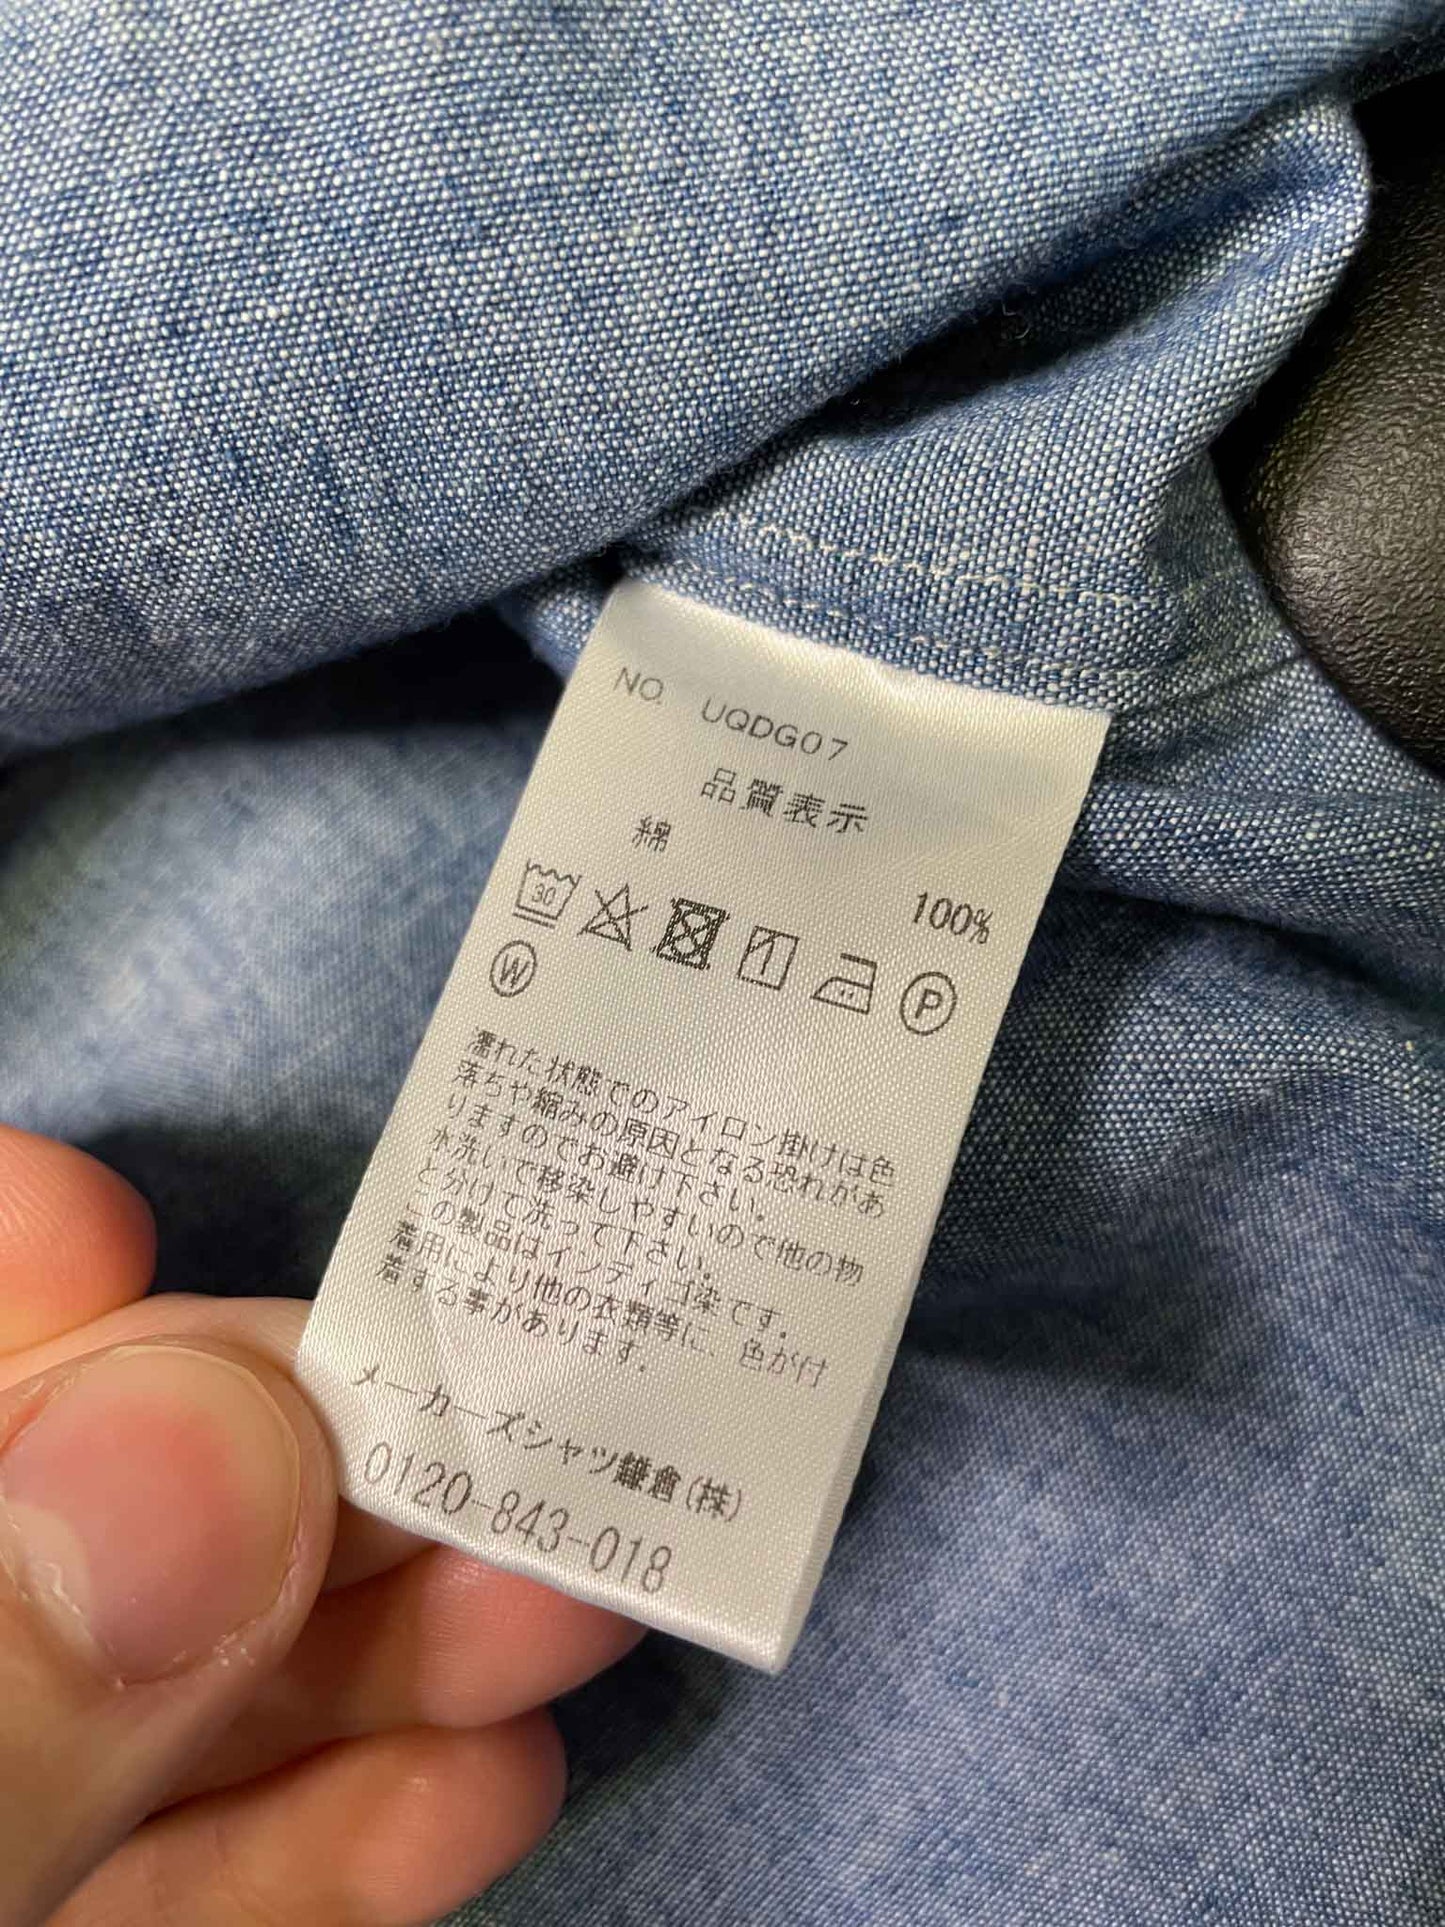 NO. UQDG07
品質表示
綿 100%
30
P
W
濡れた状態でのアイロン掛けは色
落ちや縮みの原因となる恐れがあ
りますのでお避け下さい。
水洗いで移染しやすいので他の物
と分けて洗って下さい。
この製品はインディゴ染です。
着用により他の衣類等に、色が付
着する事があります。
メーカーズシャツ鎌倉(株)
0120-843-018